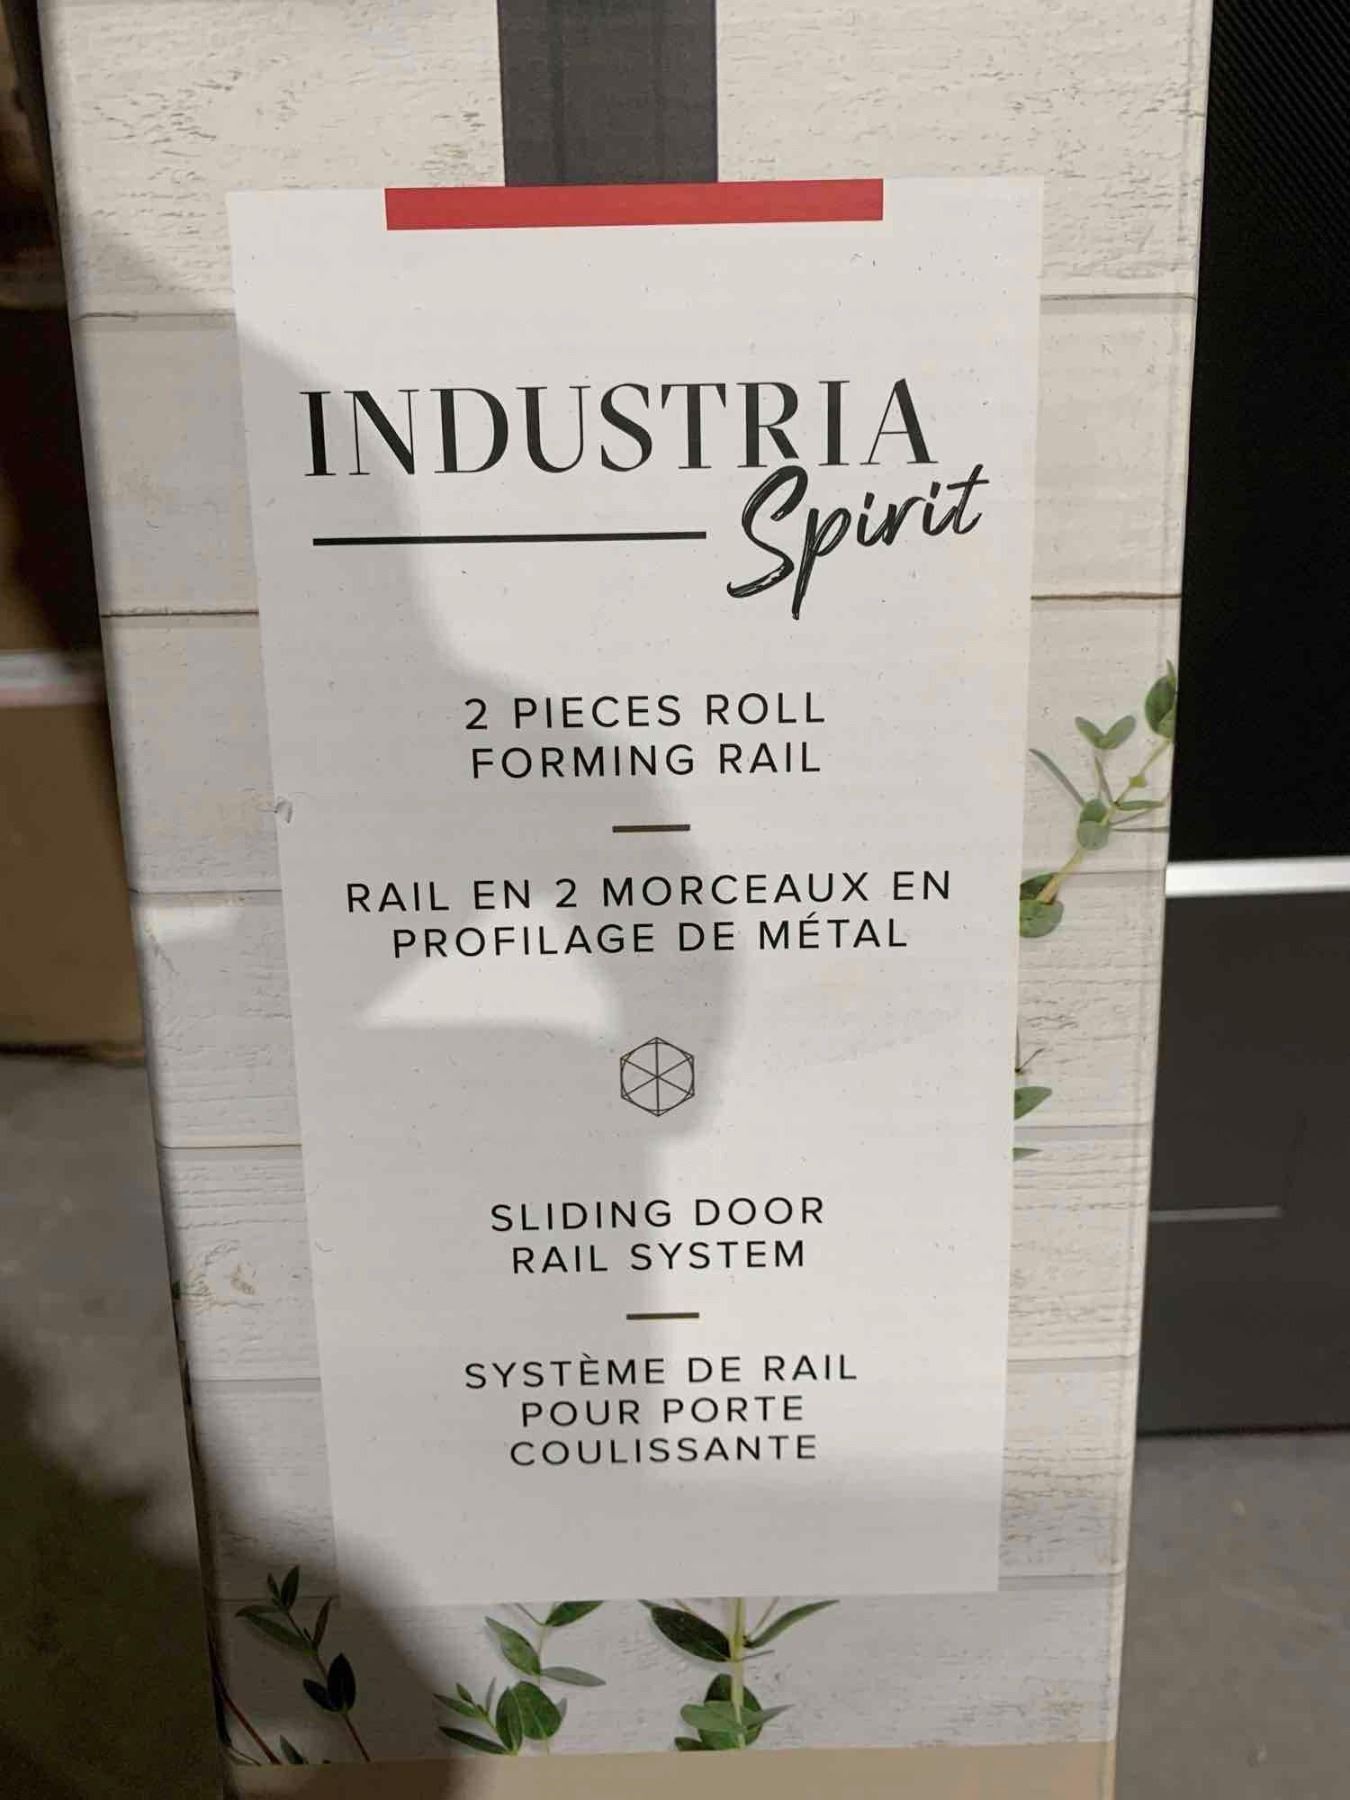 INDUSTRIA
Spirit
2 PIECES ROLL
FORMING RAIL
RAIL EN 2 MORCEAUX EN
PROFILAGE DE MÉTAL
SLIDING DOOR
RAIL SYSTEM
SYSTÈME DE RAIL
POUR PORTE
COULISSANTE